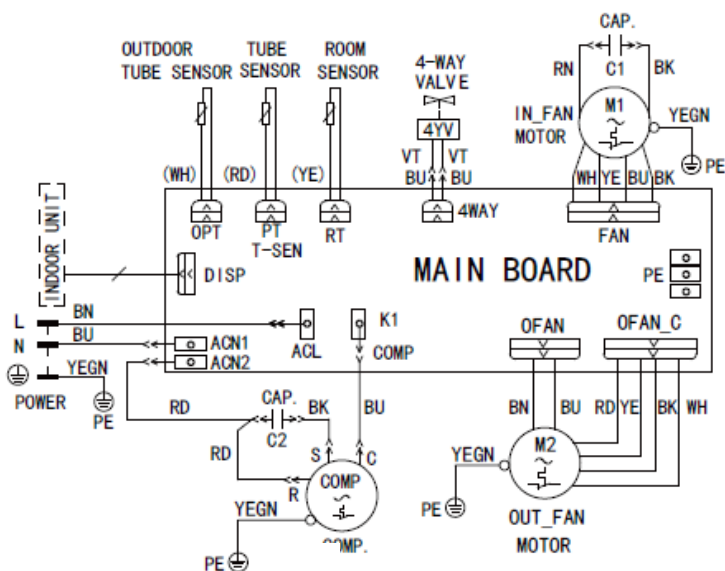 CAP.
OUTDOOR
TUBE SENSOR
TUBE
SENSOR
ROOM
SENSOR
4-WAY
VALVE
RN
C1
BK
M1
IN_FAN
MOTOR
YEGN
PE
4YV
VT
VT
(WH)
(RD)
(YE)
BU
BU
WH
YE
BU
BK
OPT
PT
T-SEN
RT
4WAY
FAN
INDOOR UNIT
DISP
MAIN BOARD
PE
L
BN
N
BU
YEGN
POWER
PE
ACN1
ACN2
ACL
K1
COMP
OFAN
OFAN_C
RD
CAP.
C2
BK
BU
BN
BU
RD
YE
BK
WH
RD
S
C
R
COMP
YEGN
PE
COMP.
YEGN
M2
PE
OUT_FAN
MOTOR